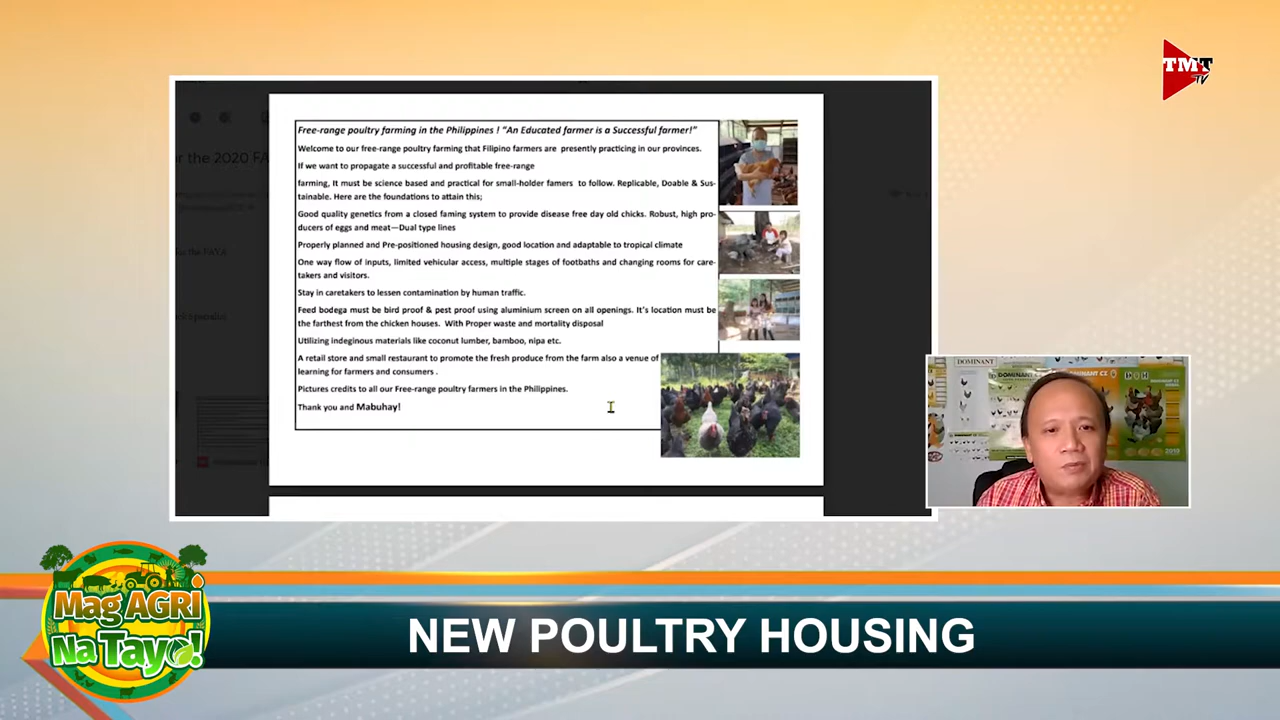 TMT
TV
or the 2020 FA
Free-range poultry farming in the Philippines ! "An Educated farmer is a Successful farmer!"
Welcome to our free-range poultry farming that Filipino farmers are presently practicing in our provinces.
If we want to propagate a successful and profitable free-range
farming, It must be science based and practical for small-holder famers to follow. Replicable, Doable & Sus-
tainable. Here are the foundations to attain this;
Good quality genetics from a closed faming system to provide disease free day old chicks. Robust, high pro-
ducers of eggs and meat—Dual type lines
Properly planned and Pre-positioned housing design, good location and adaptable to tropical climate
One way flow of inputs, limited vehicular access, multiple stages of footbaths and changing rooms for care-
takers and visitors.
Stay in caretakers to lessen contamination by human traffic.
Feed bodega must be bird proof & pest proof using aluminium screen on all openings. It's location must be
the farthest from the chicken houses. With Proper waste and mortality disposal
Utilizing indeginous materials like coconut lumber, bamboo, nipa etc.
A retail store and small restaurant to promote the fresh produce from the farm also a venue of
learning for farmers and consumers .
Pictures credits to all our Free-range poultry farmers in the Philippines.
Thank you and Mabuhay!
DOMINANT
DOMINANT CZ
Mag AGRI
Na Tayo!
NEW POULTRY HOUSING